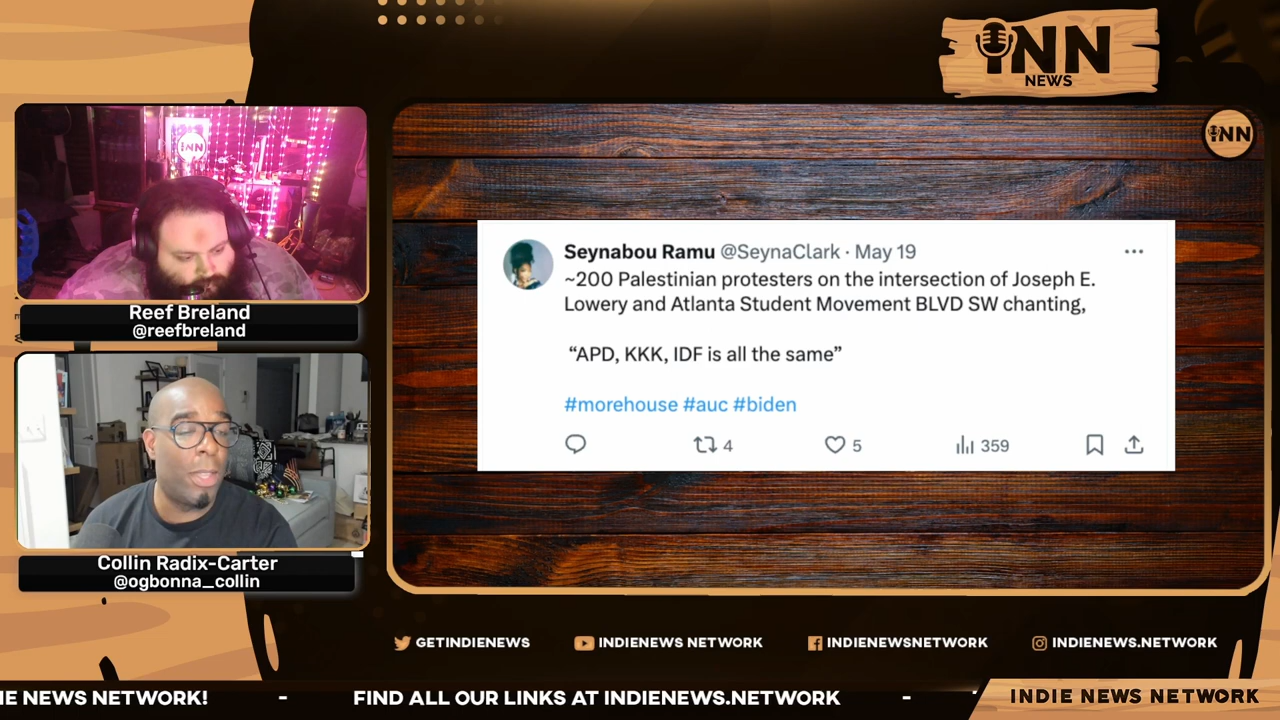 iNN
NEWS
iNN
iNN
Reef Breland
@reefbreland
Collin Radix-Carter
@ogbonna_collin
Seynabou Ramu @SeynaClark · May 19
~200 Palestinian protesters on the intersection of Joseph E.
Lowery and Atlanta Student Movement BLVD SW chanting,
“APD, KKK, IDF is all the same”
#morehouse #auc #biden
4
5
359
GETINDIENEWS
INDIENEWS NETWORK
INDIENEWSNETWORK
INDIENEWS.NETWORK
IE NEWS NETWORK! - FIND ALL OUR LINKS AT INDIENEWS.NETWORK -
INDIE NEWS NETWORK